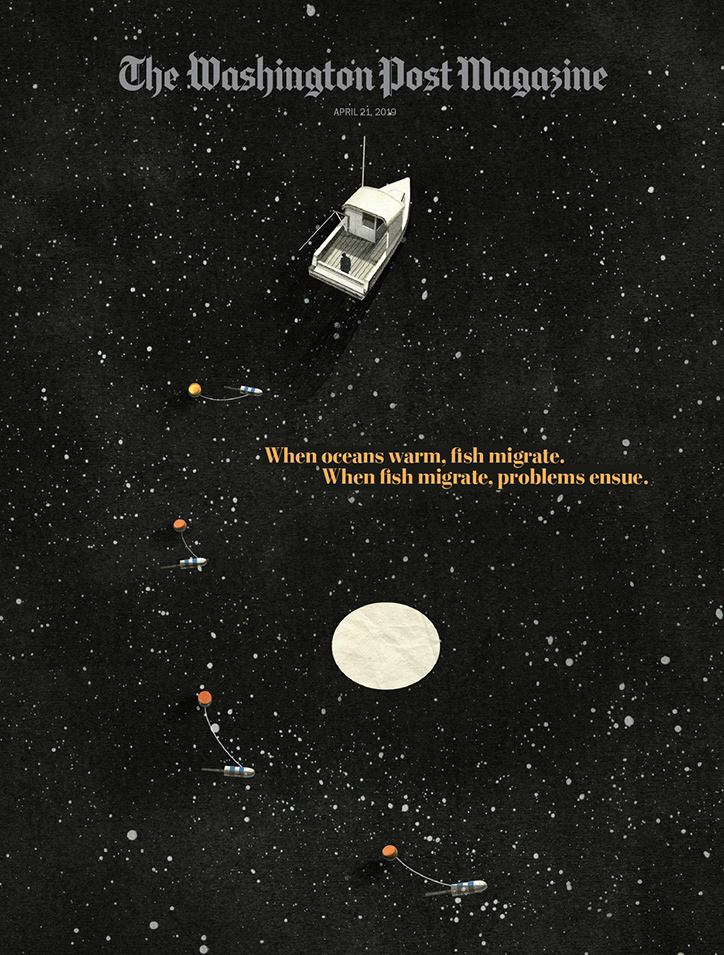 The Washington Post Magazine
APRIL 21, 2019
When oceans warm, fish migrate.
When fish migrate, problems ensue.